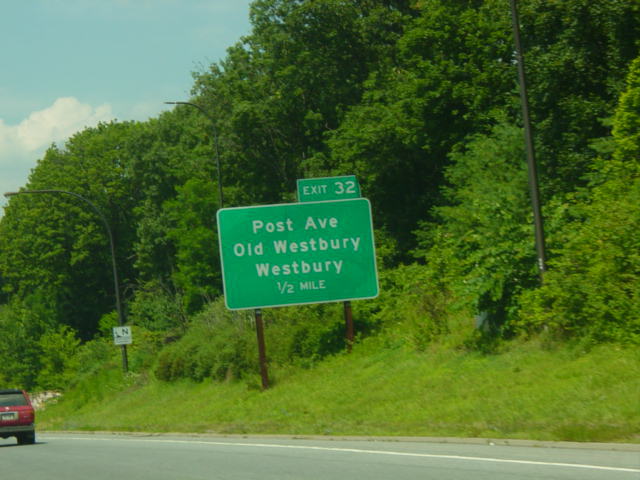 EXIT 32
Post Ave
Old Westbury
Westbury
1/2 MILE